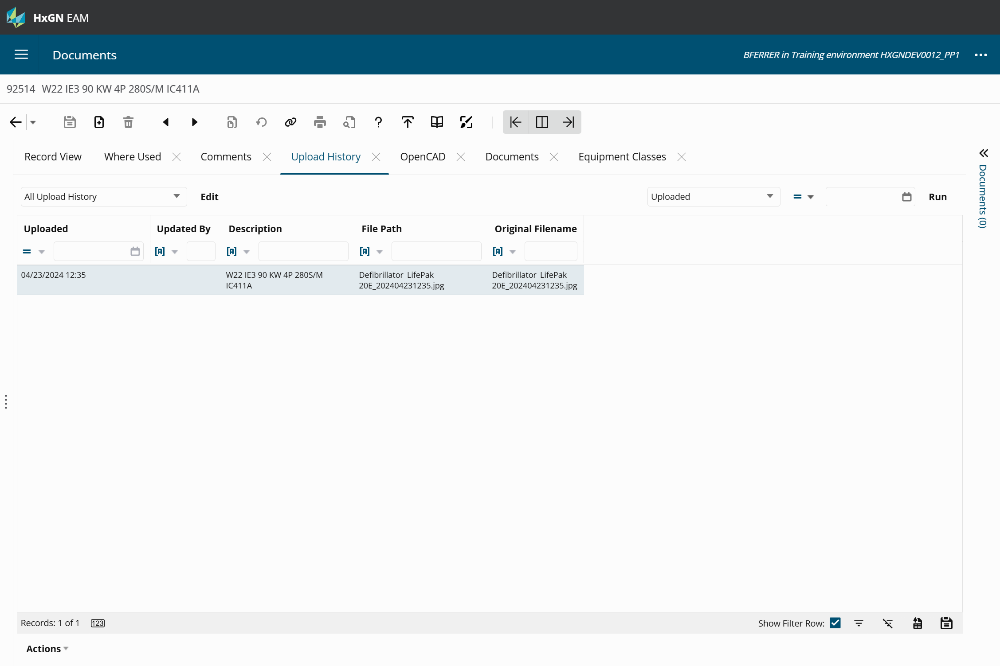 HxGN EAM
Documents
BFERRER in Training environment HXGNDEV0012_PP1
92514 W22 IE3 90 KW 4P 280S/M IC411A
Record View Where Used Comments Upload History OpenCAD Documents Equipment Classes
Documents (0)
All Upload History Edit Uploaded = Run
Uploaded Updated By Description File Path Original Filename
= [A] [A] [A] [A]
04/23/2024 12:35 W22 IE3 90 KW 4P 280S/M Defibrillator_LifePak Defibrillator_LifePak
IC411A 20E_202404231235.jpg 20E_202404231235.jpg
Records: 1 of 1 123 Show Filter Row:
Actions